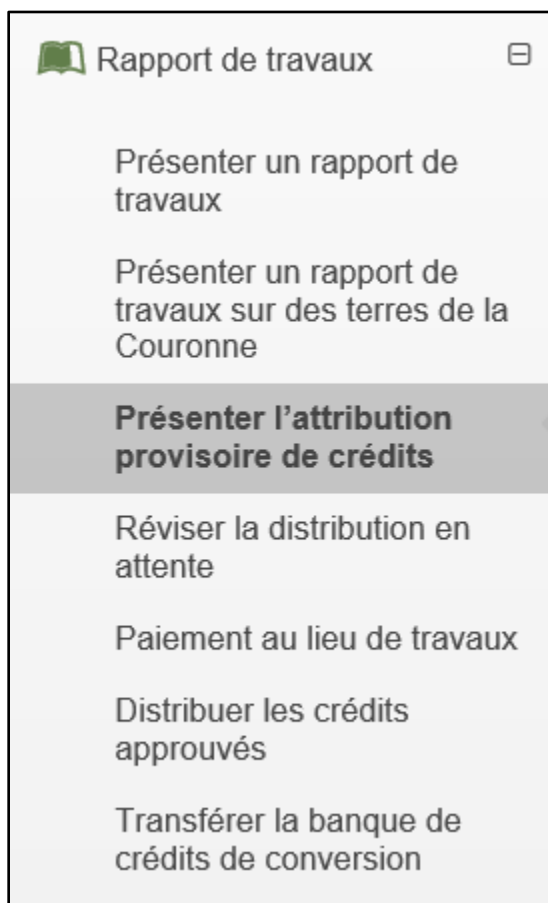 Rapport de travaux
Présenter un rapport de
travaux
Présenter un rapport de
travaux sur des terres de la
Couronne
Présenter l’attribution
provisoire de crédits
Réviser la distribution en
attente
Paiement au lieu de travaux
Distribuer les crédits
approuvés
Transférer la banque de
crédits de conversion